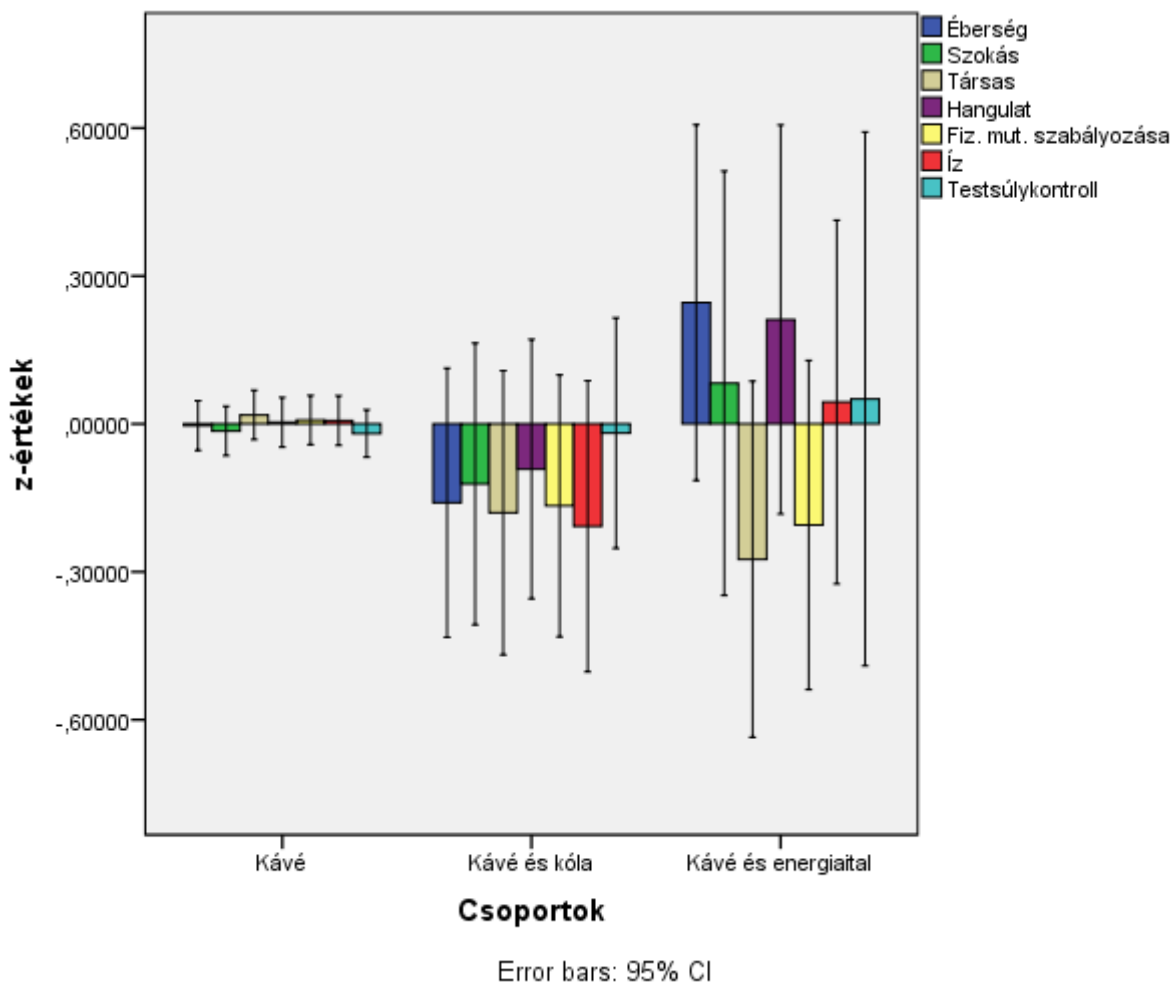 Éberség
Szokás
Társas
Hangulat
Fiz. mut. szabályozása
Íz
Testsúlykontroll
,60000
,30000
,00000
-,30000
-,60000
z-értékek
Kávé
Kávé és kóla
Kávé és energiaital
Csoportok
Error bars: 95% CI